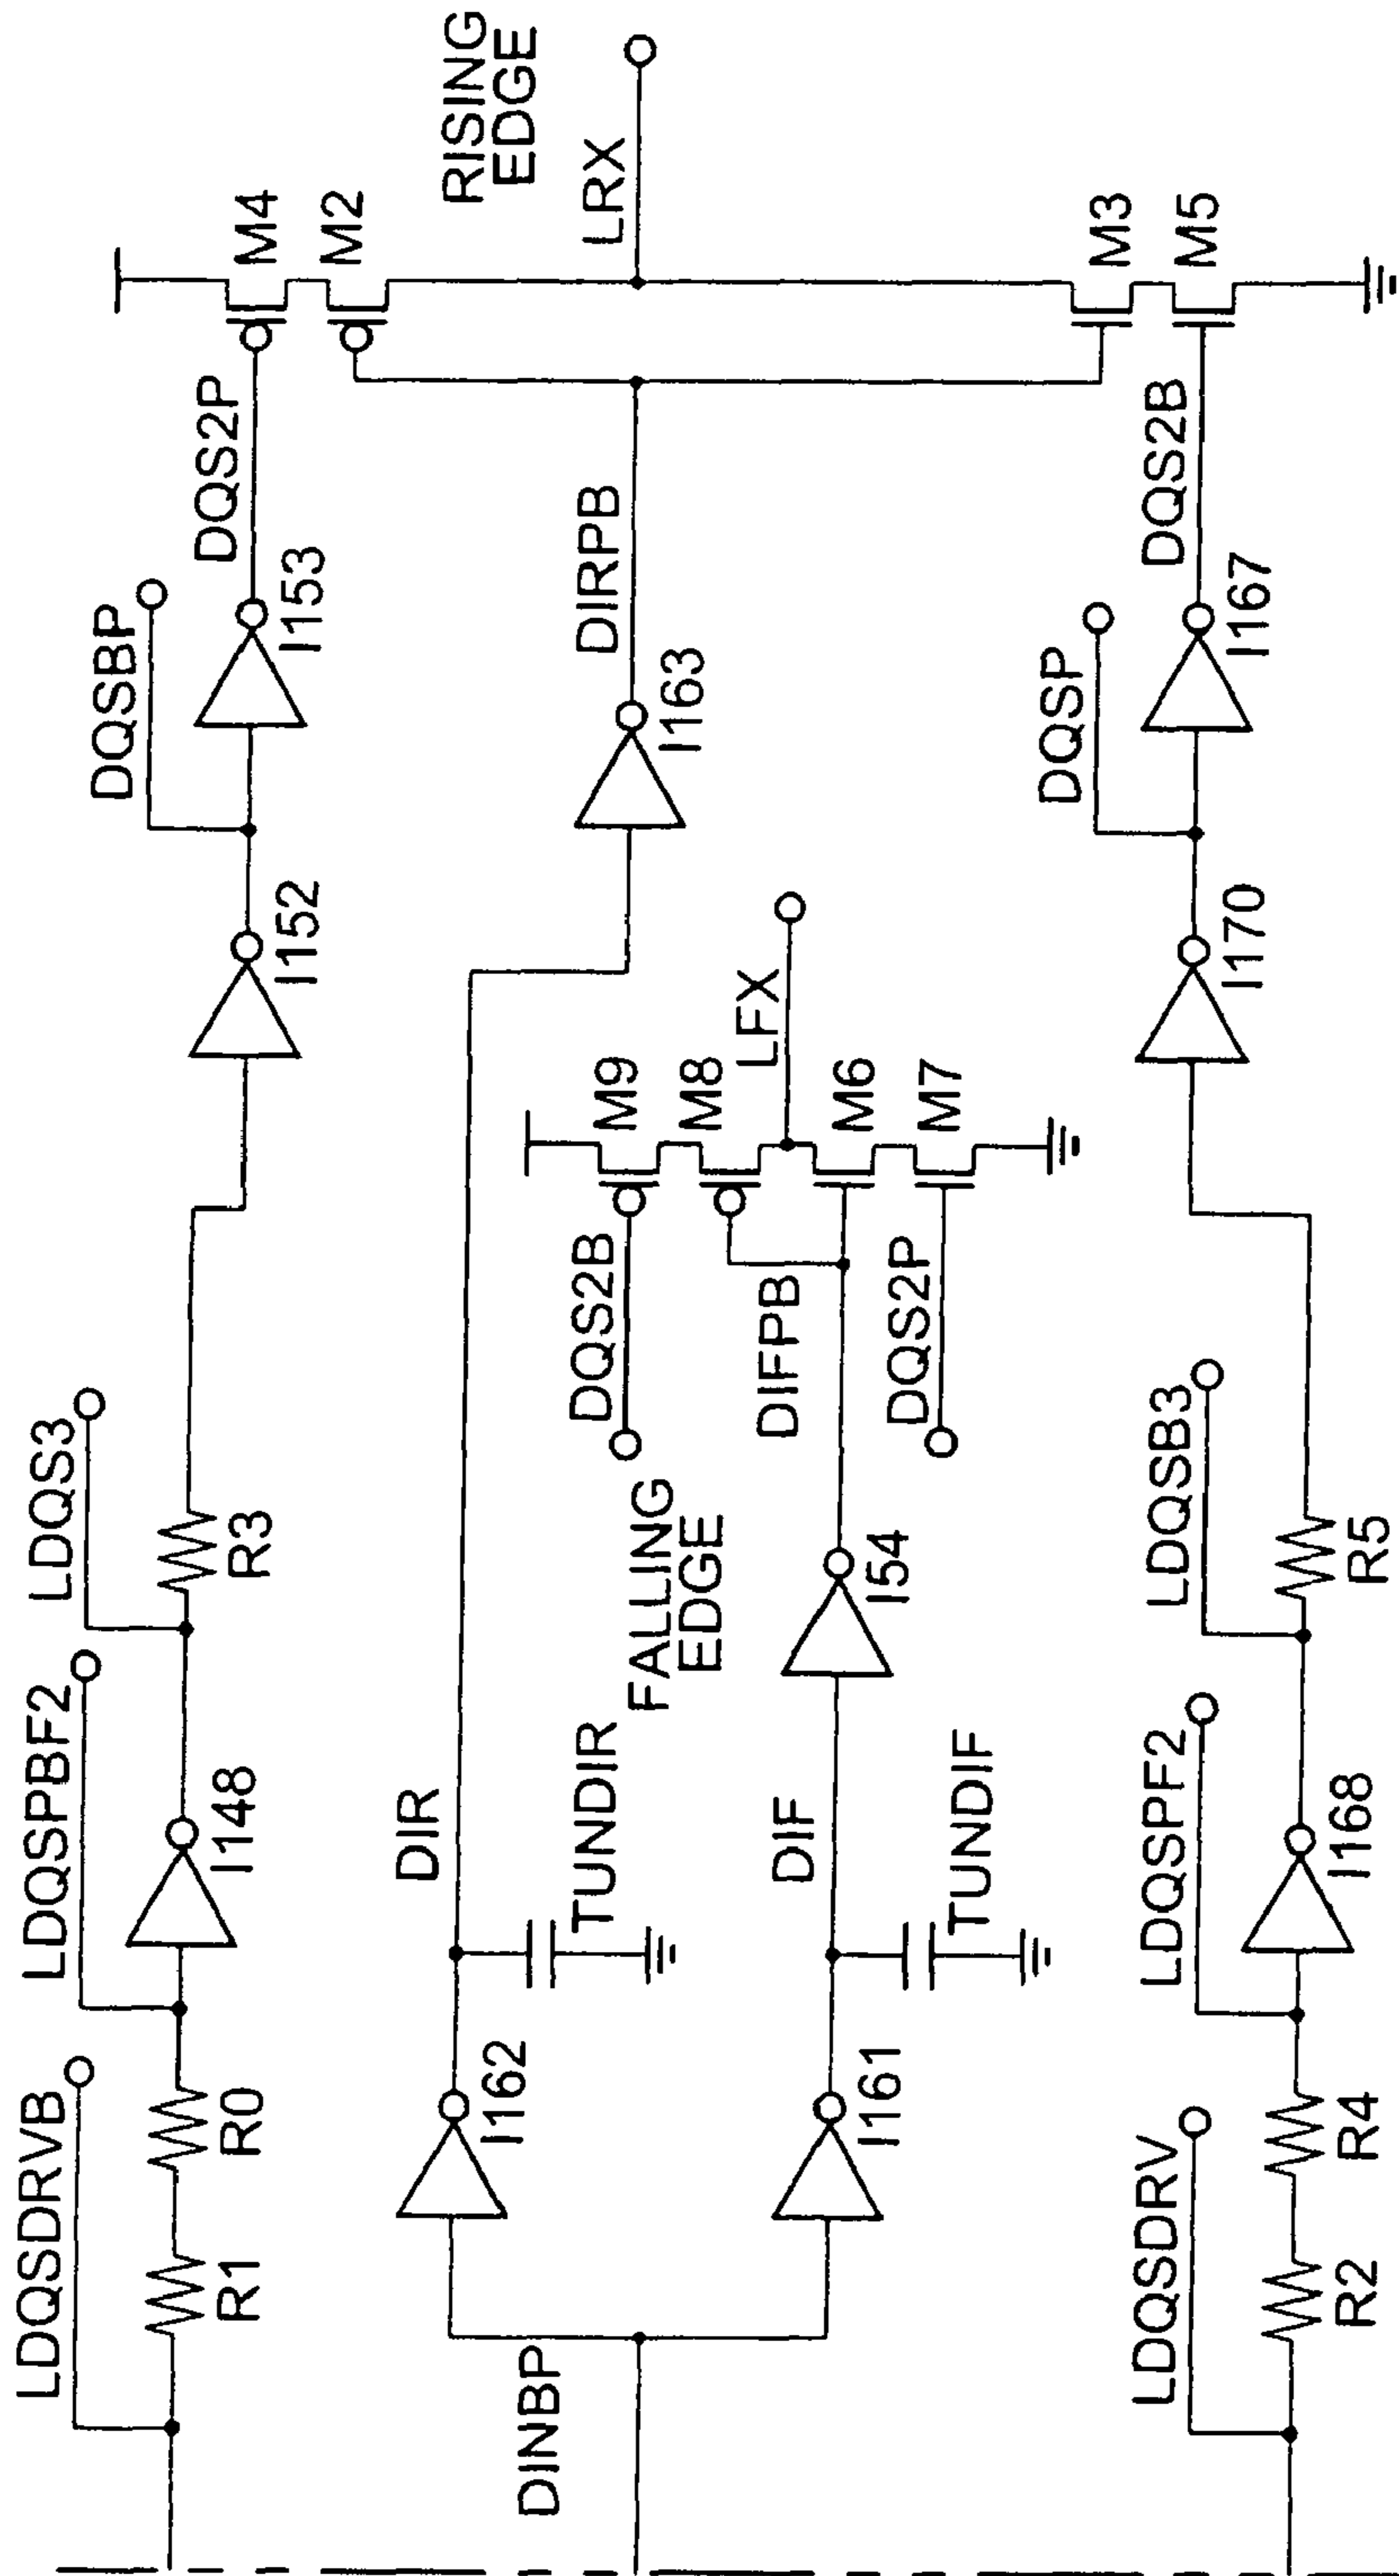 LDQSDRVB
R1
R0
LDQSPBF2
I148
LDQS3
R3
I152
DQSBP
I153
DQS2P
M4
M2
RISING
EDGE
LRX
DINBP
I162
DIR
TUNDIR
I163
DIRPB
FALLING
EDGE
DQS2B
M9
M8
LFX
I161
DIF
TUNDIF
I54
DIFPB
DQS2P
M6
M7
M3
M5
LDQSDRV
R2
R4
LDQSPF2
I168
LDQSB3
R5
I170
DQSP
I167
DQS2B